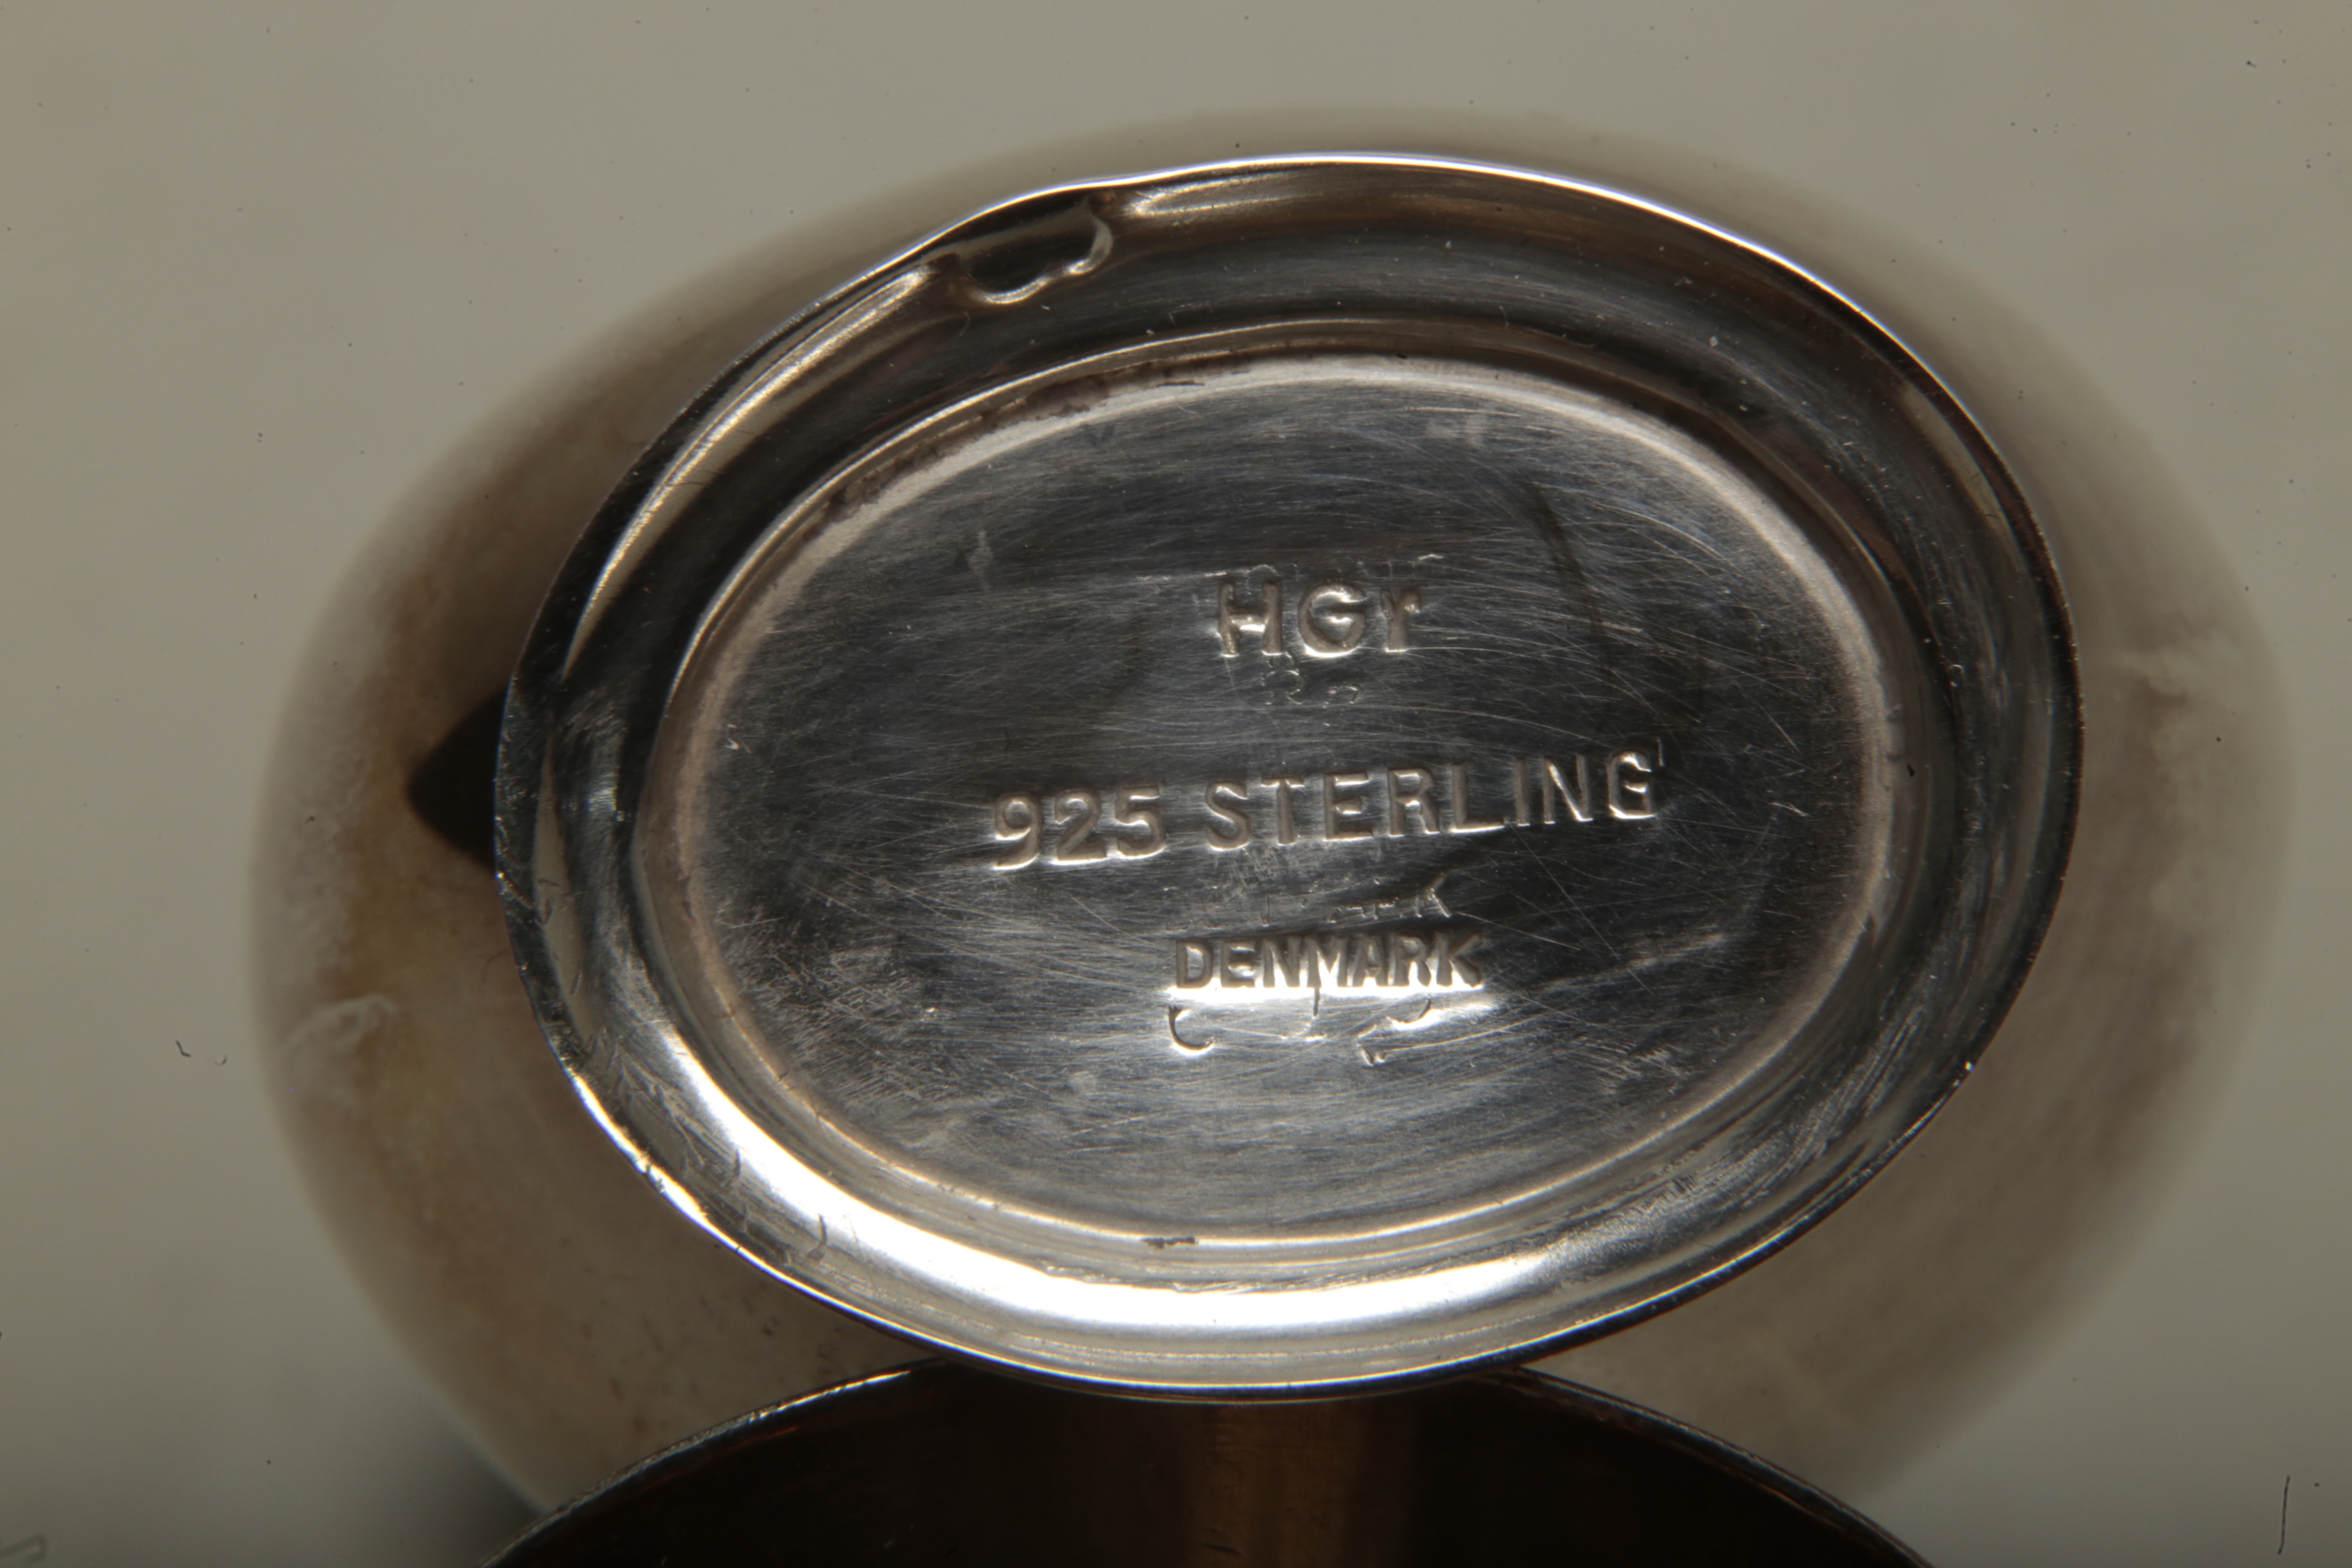 HGr
925 STERLING
DENMARK